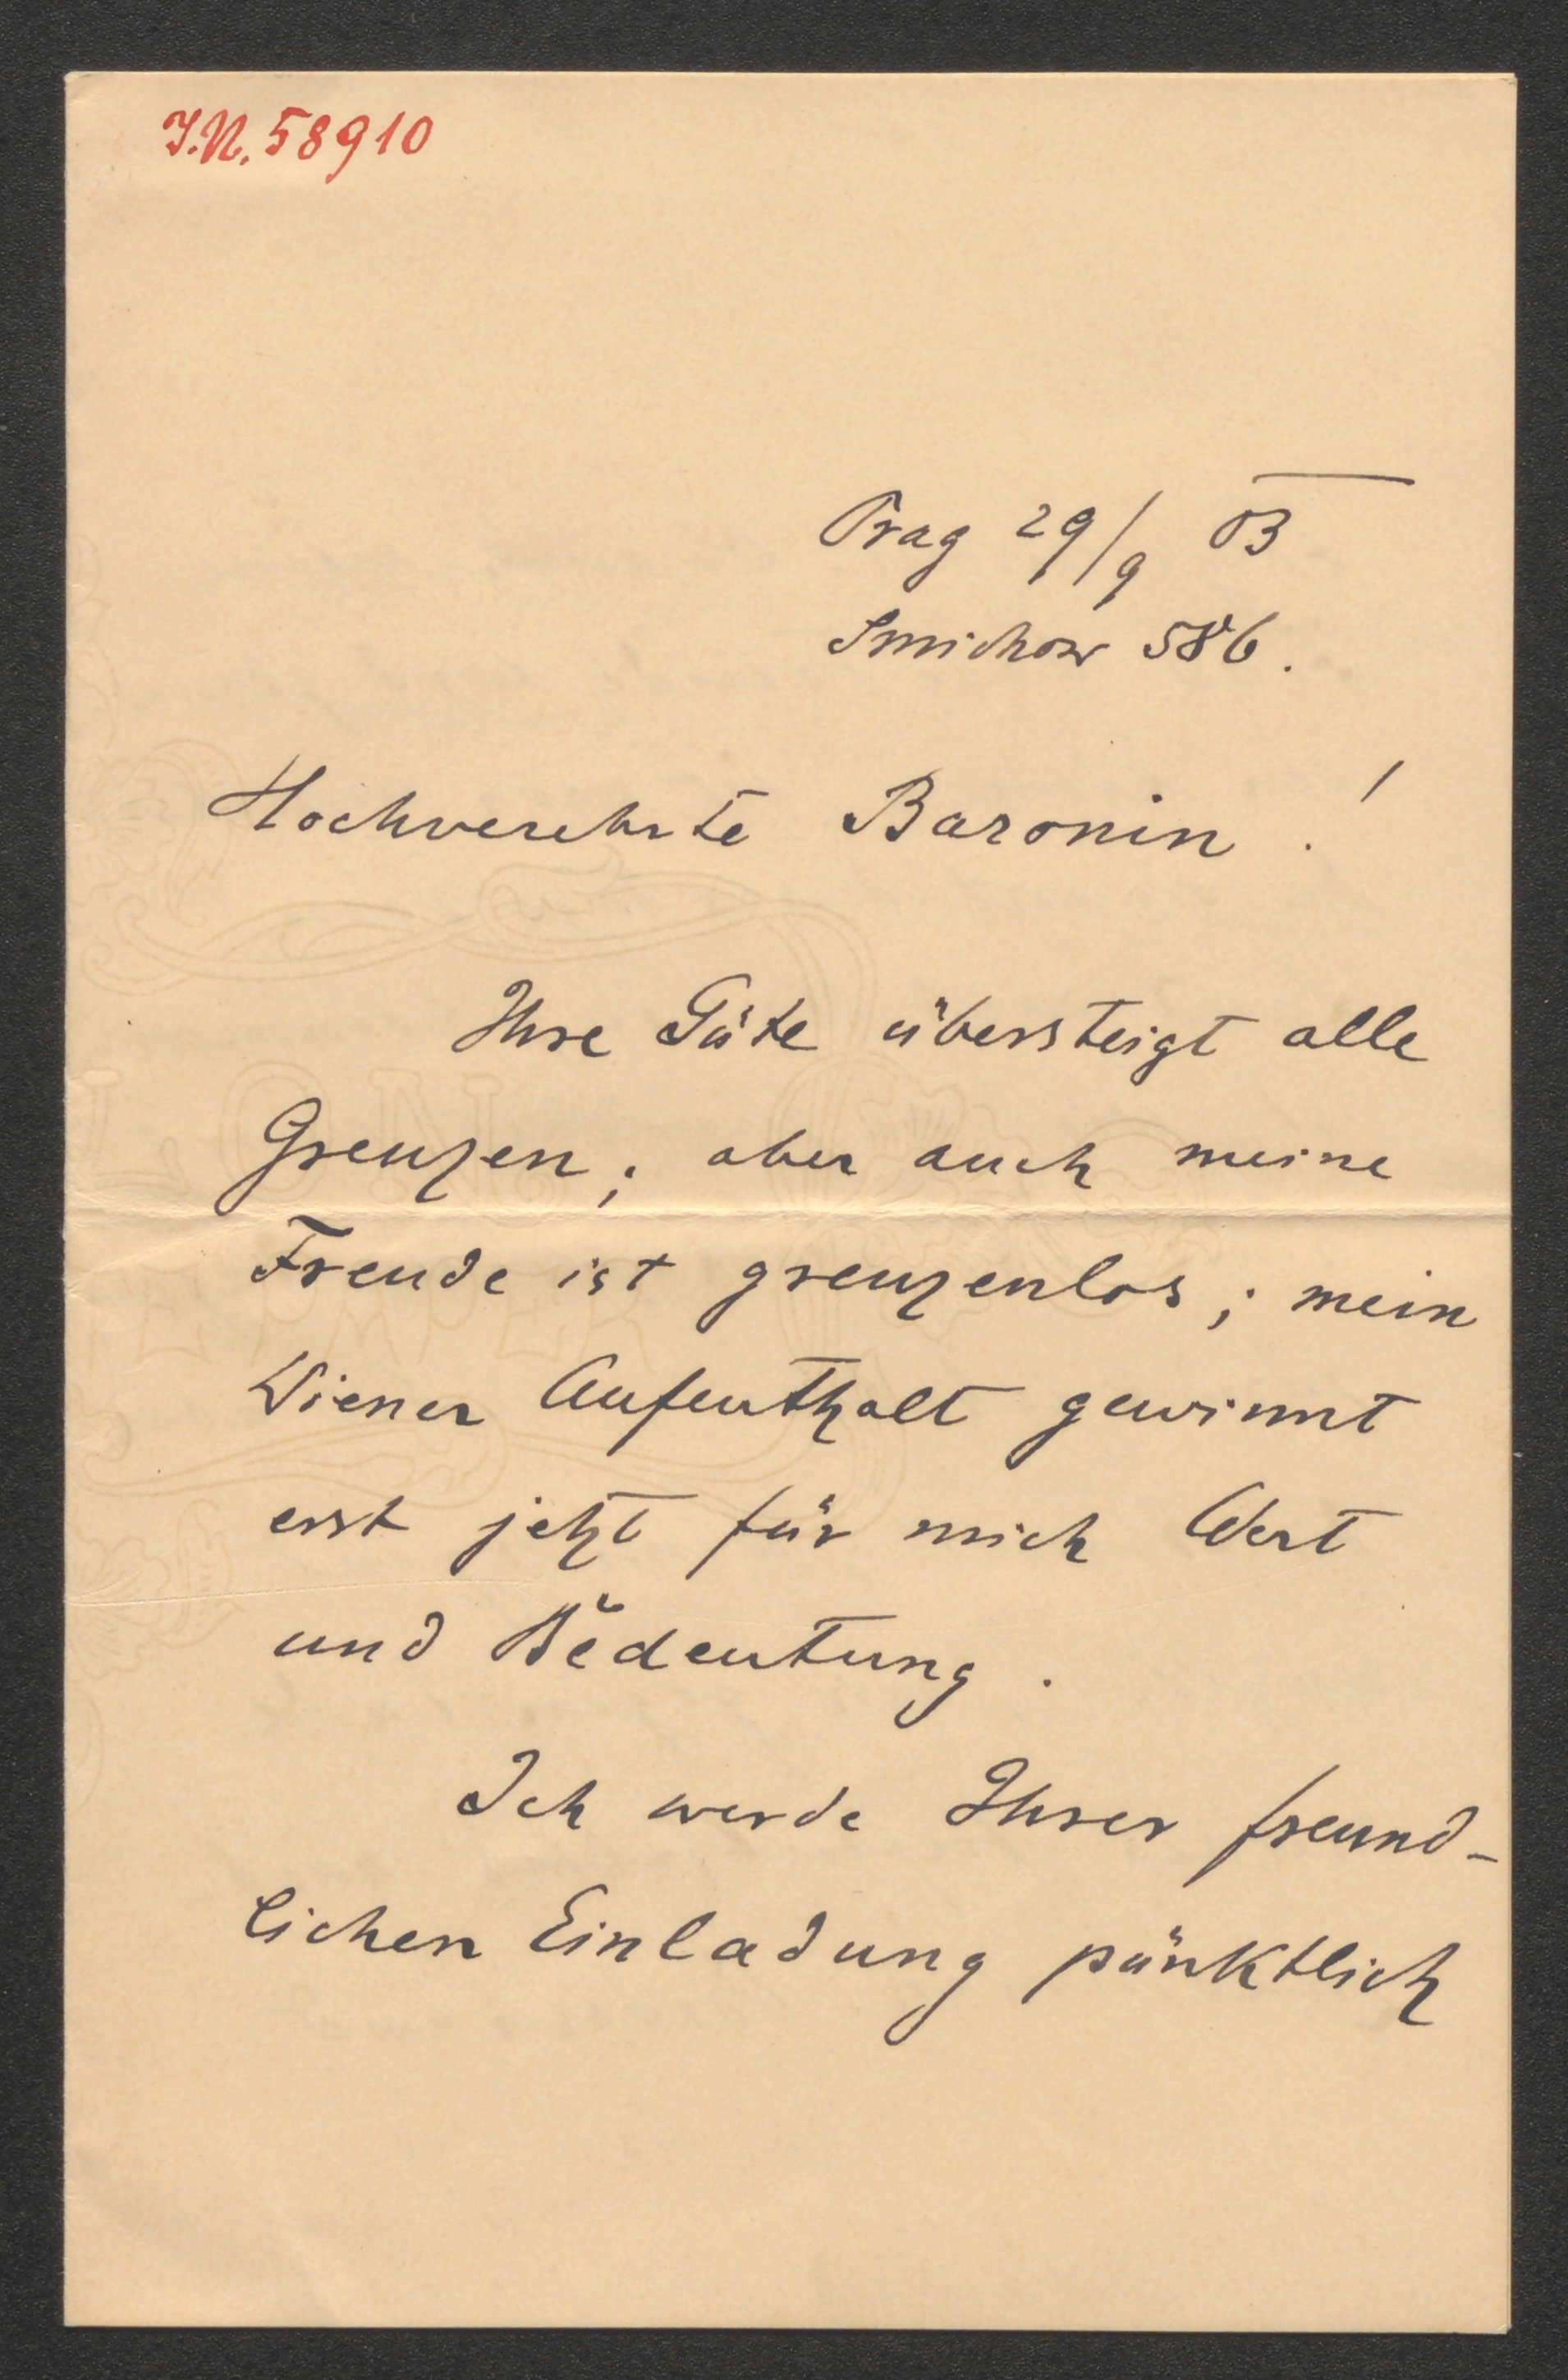 I.N. 58910
Prag 29/9 03
Smichow 586.
Hochverehrte Baronin!
Ihre Güte übersteigt alle
Grenzen; aber auch meine
Freude ist grenzenlos; mein
Wiener Aufenthalt gewinnt
erst jetzt für mich Wert
und Bedeutung.
Ich werde Ihrer freund-
lichen Einladung pünktlich